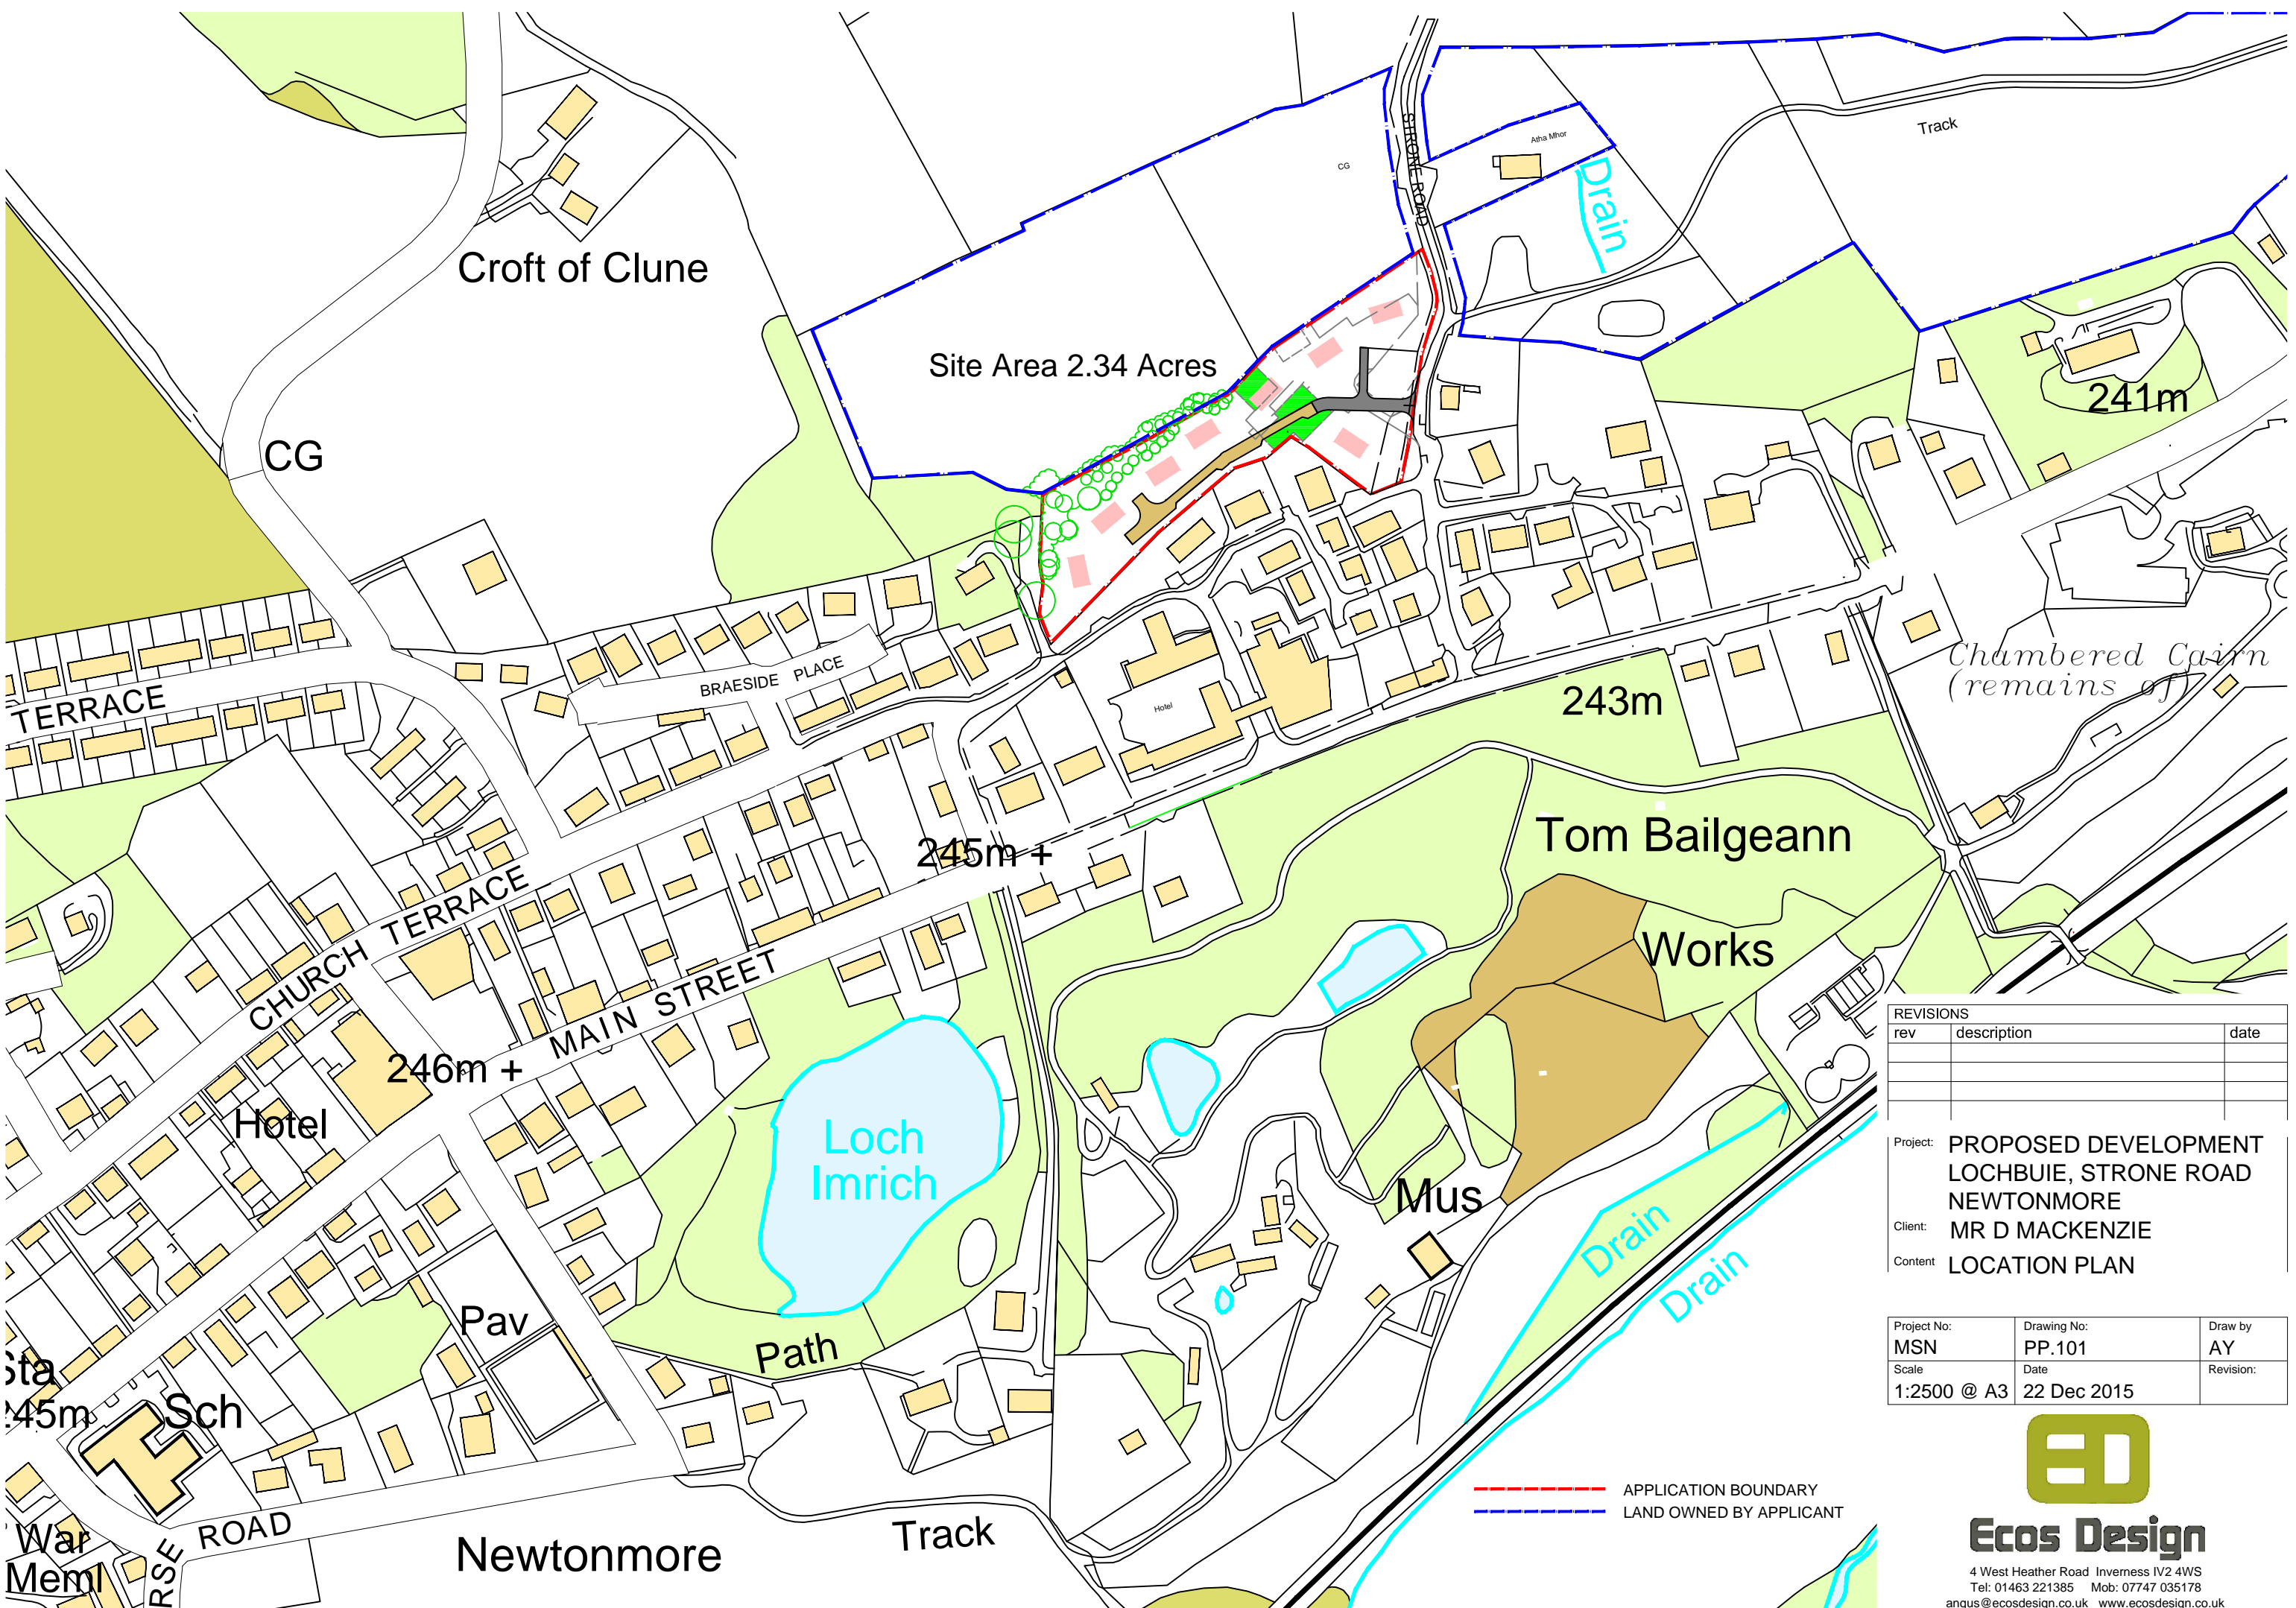 Track
Atha Mhor
CG
STRONE ROAD
Drain
Croft of Clune
Site Area 2.34 Acres
241m
CG
Chambered Cairn
(remains of)
BRAESIDE PLACE
TERRACE
Hotel
243m
Tom Bailgeann
245m +
CHURCH TERRACE
Works
MAIN STREET
246m +
Hotel
Loch
Imrich
Mus
Drain
Drain
Pav
Path
Sta
245m
Sch
ROAD
War
Meml
RSE
Newtonmore
Track
APPLICATION BOUNDARY
LAND OWNED BY APPLICANT
REVISIONS
rev description date
Project: PROPOSED DEVELOPMENT
LOCHBUIE, STRONE ROAD
NEWTONMORE
Client: MR D MACKENZIE
Content LOCATION PLAN
Project No: Drawing No: Draw by
MSN PP.101 AY
Scale Date Revision:
1:2500 @ A3 22 Dec 2015
ED
Ecos Design
4 West Heather Road Inverness IV2 4WS
Tel: 01463 221385 Mob: 07747 035178
angus@ecosdesign.co.uk www.ecosdesign.co.uk